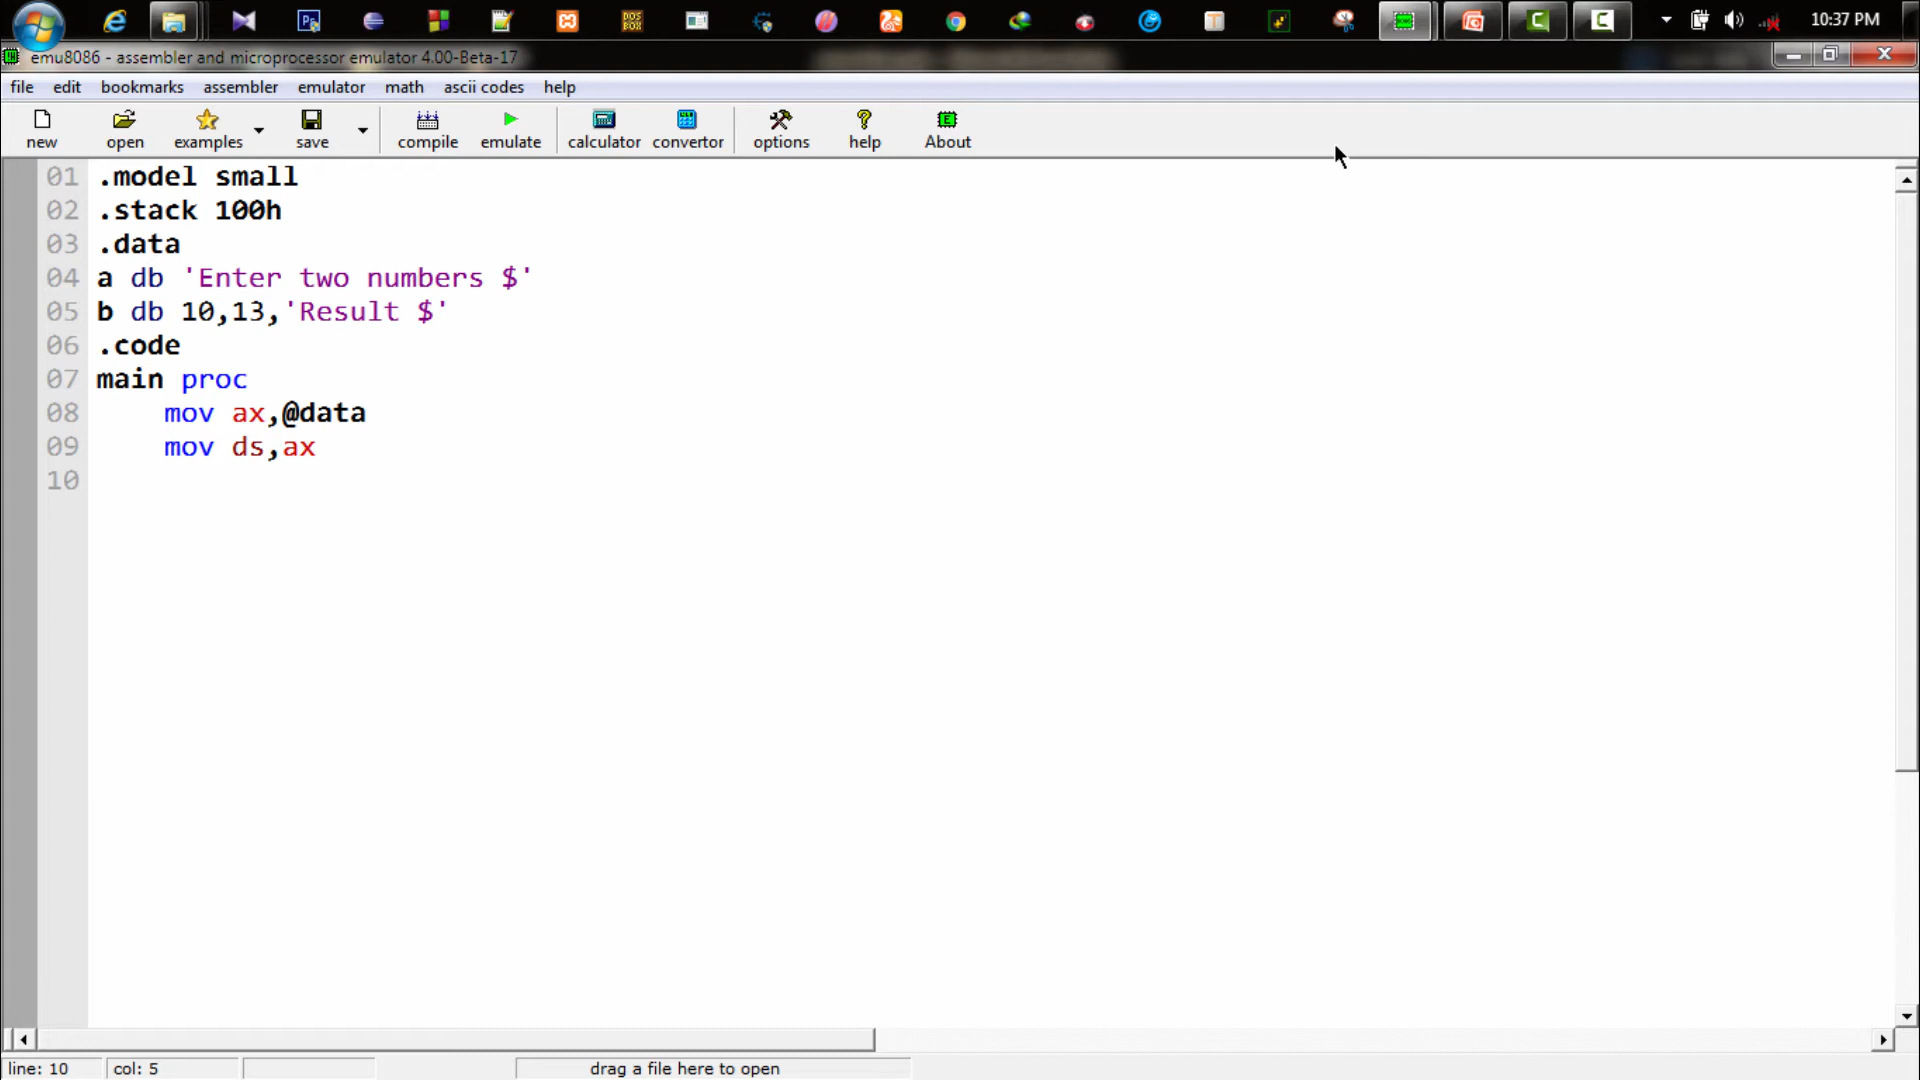 10:37 PM
emu8086 - assembler and microprocessor emulator 4.00-Beta-17
file edit bookmarks assembler emulator math ascii codes help
new open examples save compile emulate calculator convertor options help About
01 .model small
02 .stack 100h
03 .data
04 a db 'Enter two numbers $'
05 b db 10,13,'Result $'
06 .code
07 main proc
08 mov ax,@data
09 mov ds,ax
10
line: 10 col: 5 drag a file here to open